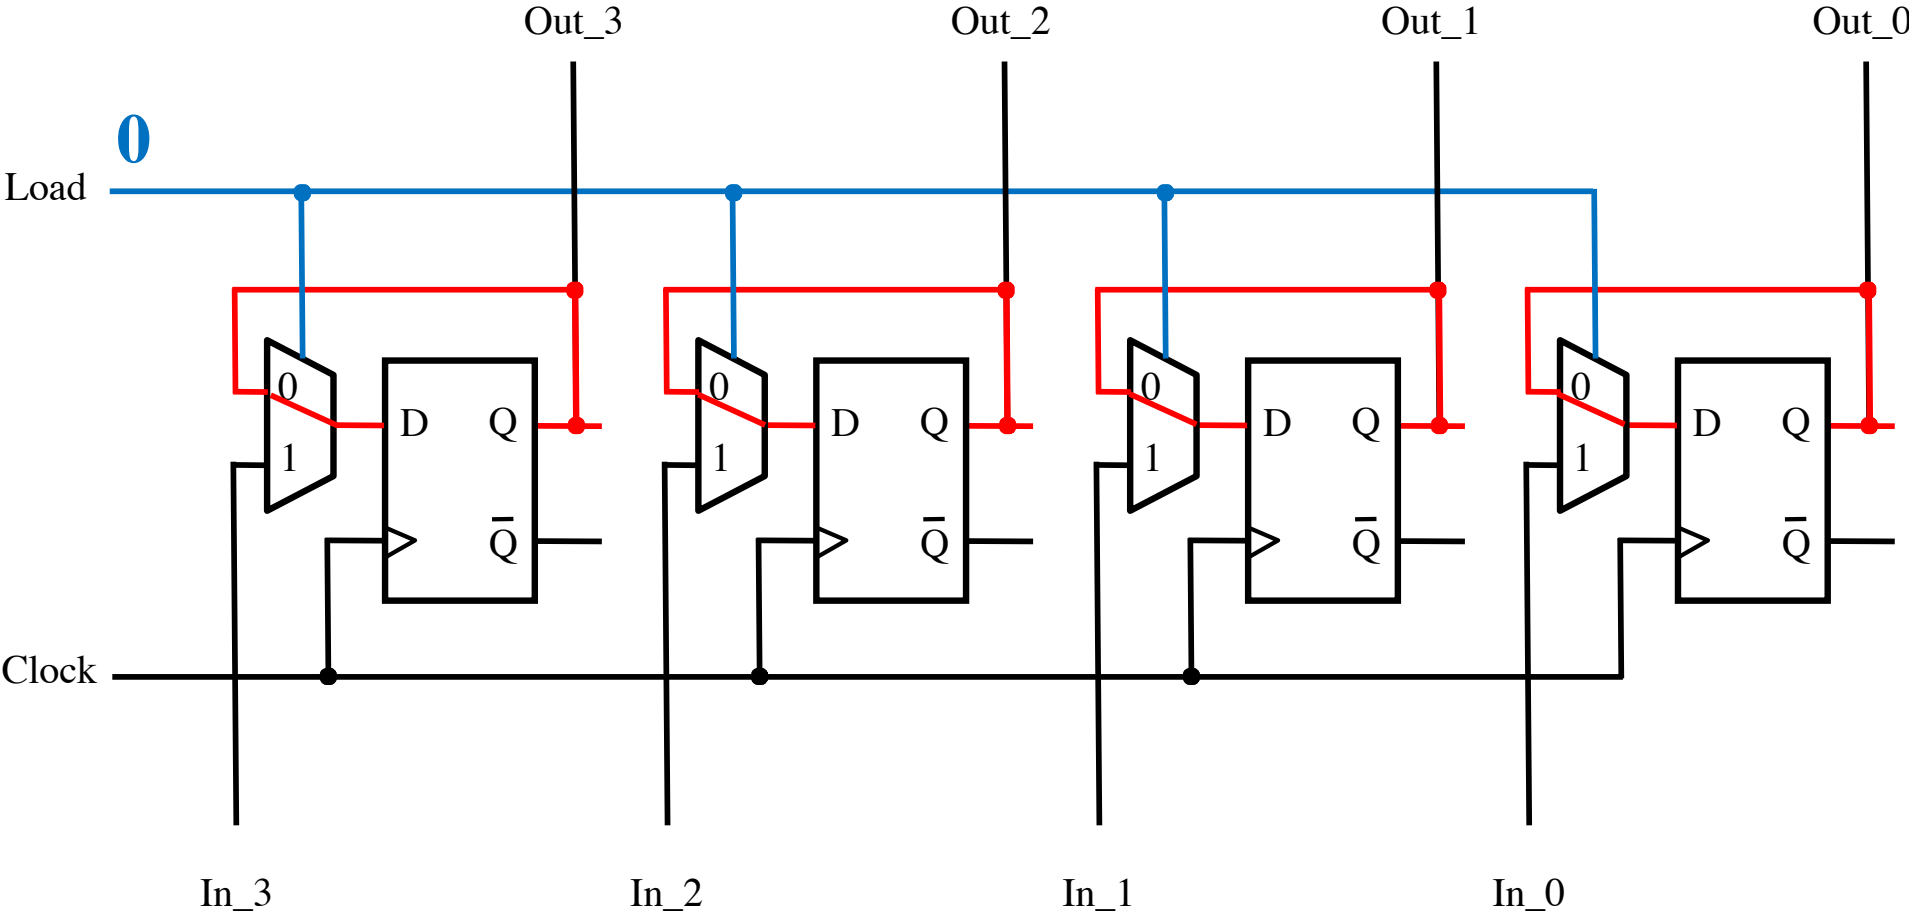 Out_3 Out_2 Out_1 Out_0
0
Load
0 0 0 0
D Q D Q D Q D Q
1 1 1 1
Q̅ Q̅ Q̅ Q̅
Clock
In_3 In_2 In_1 In_0